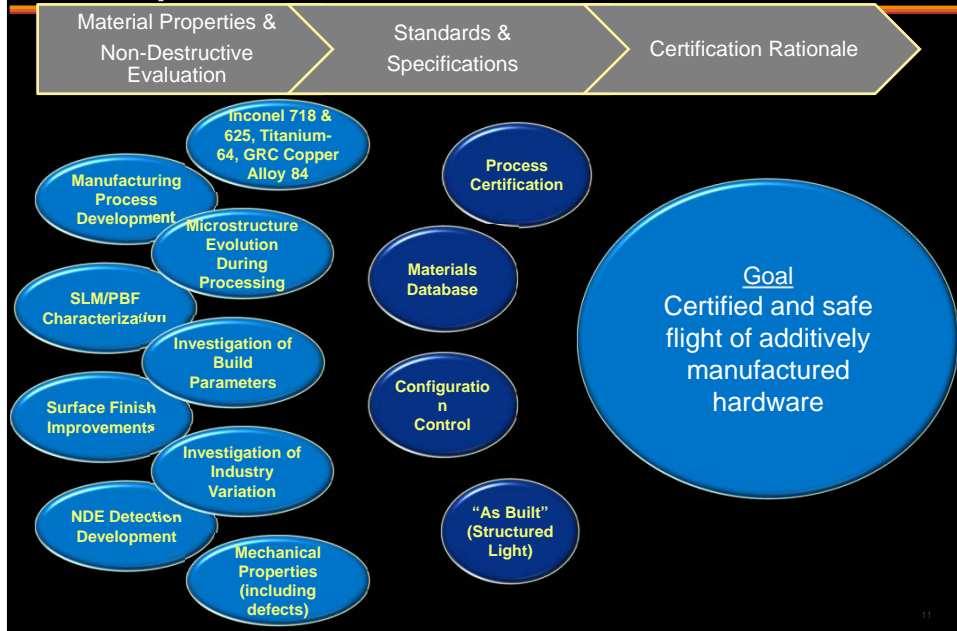 Material Properties &
Non-Destructive
Evaluation
Standards &
Specifications
Certification Rationale
Inconel 718 &
625, Titanium-
64, GRC Copper
Alloy 84
Manufacturing
Process
Development
Microstructure
Evolution
During
Processing
SLM/PBF
Characterization
Investigation of
Build
Parameters
Surface Finish
Improvements
Investigation of
Industry
Variation
NDE Detection
Development
Mechanical
Properties
(including
defects)
Process
Certification
Materials
Database
Configuratio
n
Control
“As Built”
(Structured
Light)
Goal
Certified and safe
flight of additively
manufactured
hardware
11